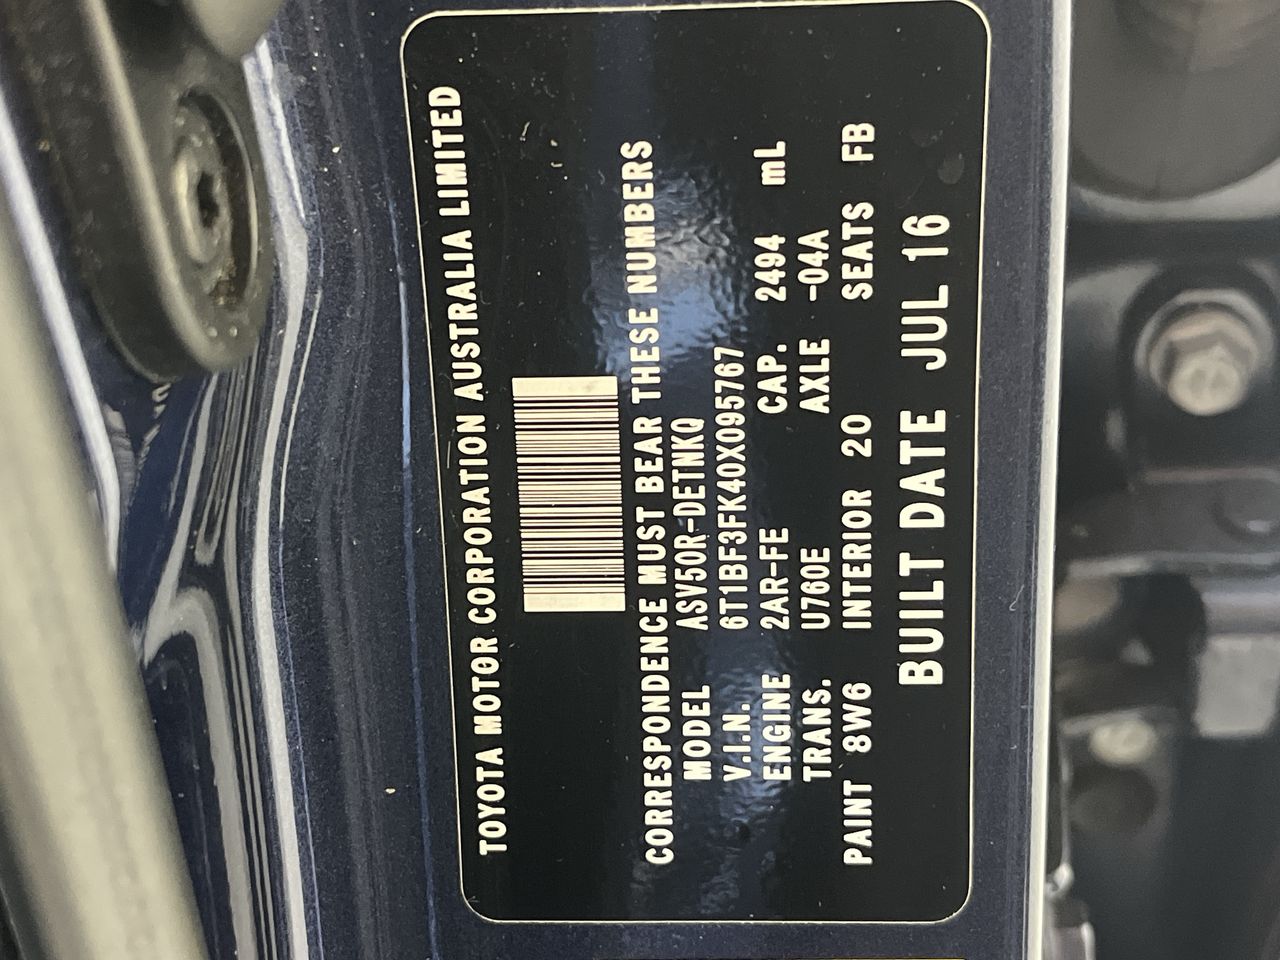 TOYOTA MOTOR CORPORATION AUSTRALIA LIMITED
CORRESPONDENCE MUST BEAR THESE NUMBERS
MODEL ASV50R-DETNKQ
V.I.N. 6T1BF3FK40X095767
ENGINE 2AR-FE CAP. 2494 mL
TRANS. U760E AXLE -04A
PAINT 8W6 INTERIOR 20 SEATS FB
BUILT DATE JUL 16